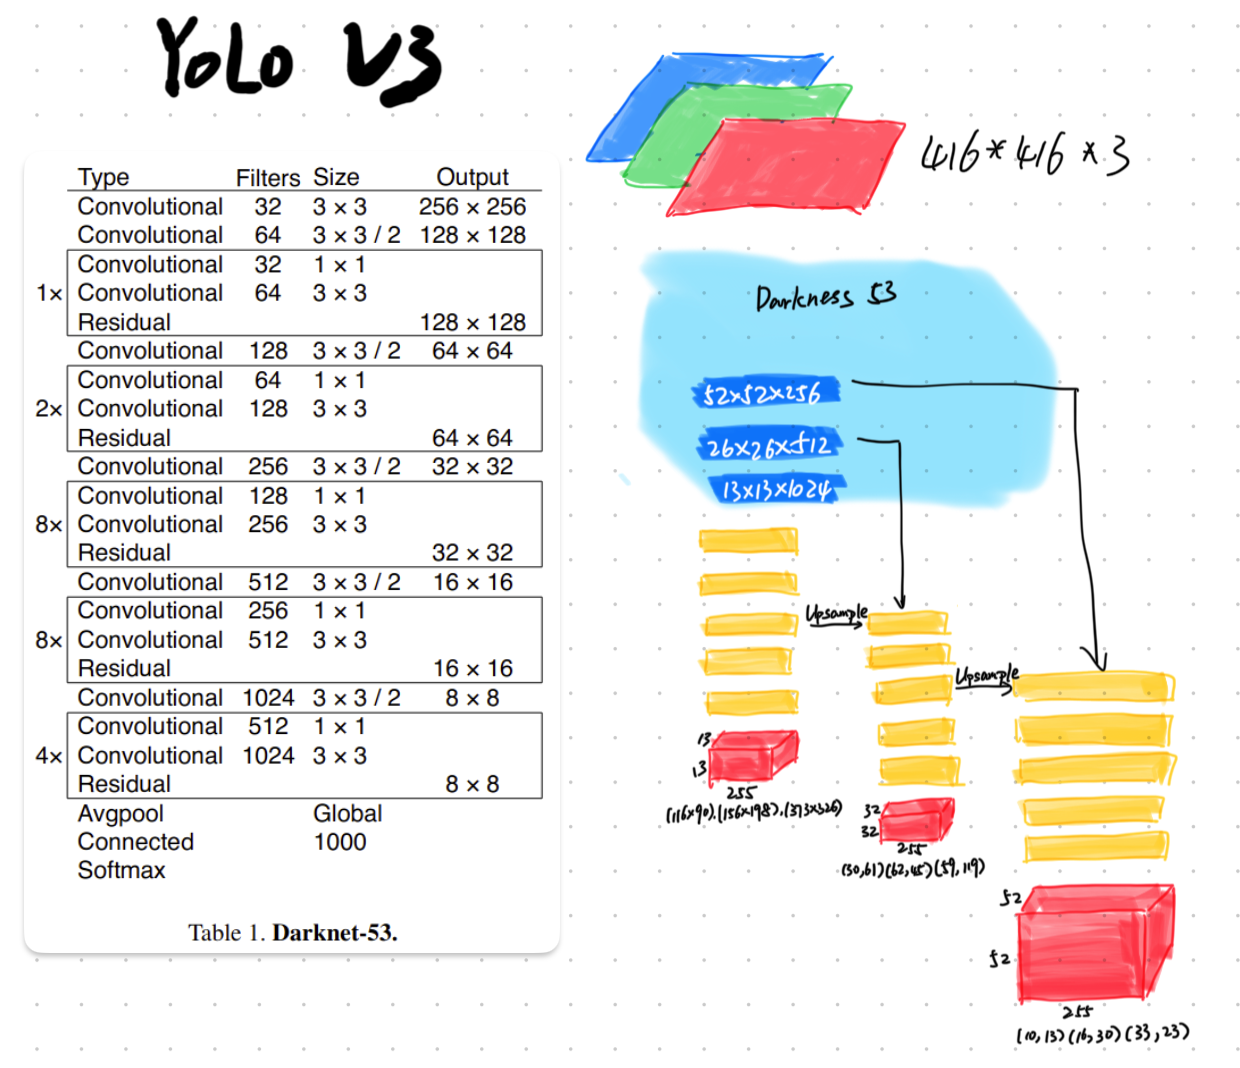 YoLo V3
Type Filters Size Output
Convolutional 32 3 × 3 256 × 256
Convolutional 64 3 × 3 / 2 128 × 128
Convolutional 32 1 × 1
1× Convolutional 64 3 × 3
Residual 128 × 128
Convolutional 128 3 × 3 / 2 64 × 64
Convolutional 64 1 × 1
2× Convolutional 128 3 × 3
Residual 64 × 64
Convolutional 256 3 × 3 / 2 32 × 32
Convolutional 128 1 × 1
8× Convolutional 256 3 × 3
Residual 32 × 32
Convolutional 512 3 × 3 / 2 16 × 16
Convolutional 256 1 × 1
8× Convolutional 512 3 × 3
Residual 16 × 16
Convolutional 1024 3 × 3 / 2 8 × 8
Convolutional 512 1 × 1
4× Convolutional 1024 3 × 3
Residual 8 × 8
Avgpool Global
Connected 1000
Softmax
Table 1. Darknet-53.
416*416*3
Darkness 53
52×52×256
26×26×512
13×13×1024
Upsample
Upsample
13
13
255
(116×90).(156×198).(373×326)
32
32
255
(30,61)(62,45)(59,119)
52
52
255
(10,13)(16,30)(33,23)